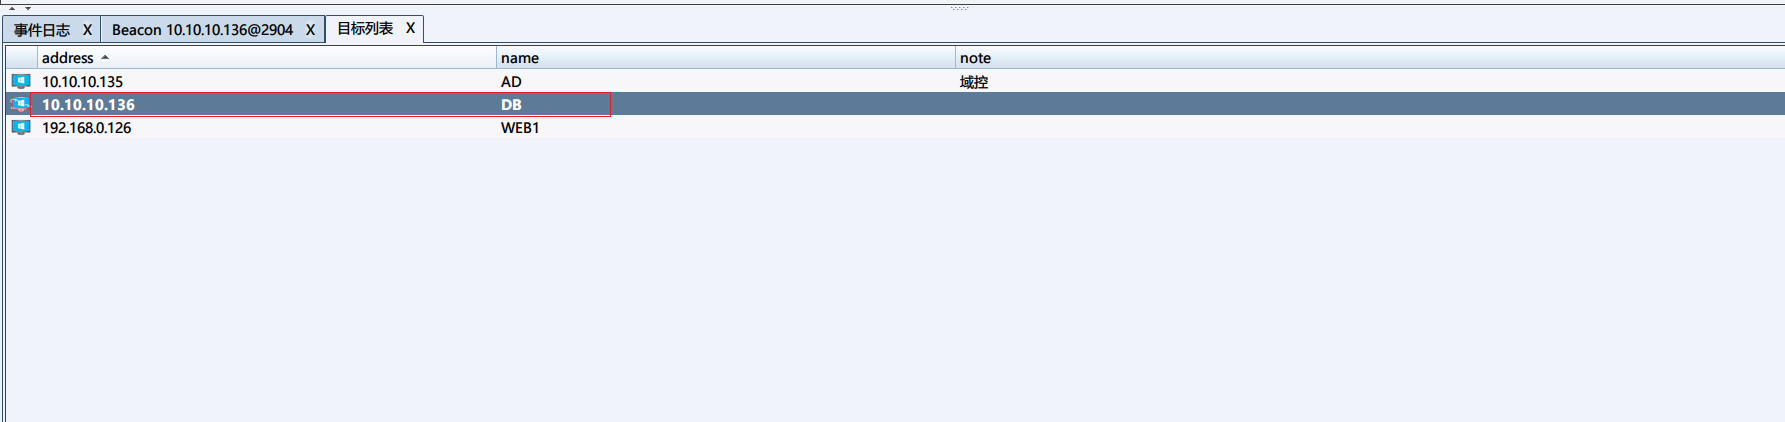 事件日志 X Beacon 10.10.10.136@2904 X 目标列表 X
address name note
10.10.10.135 AD 域控
10.10.10.136 DB
192.168.0.126 WEB1